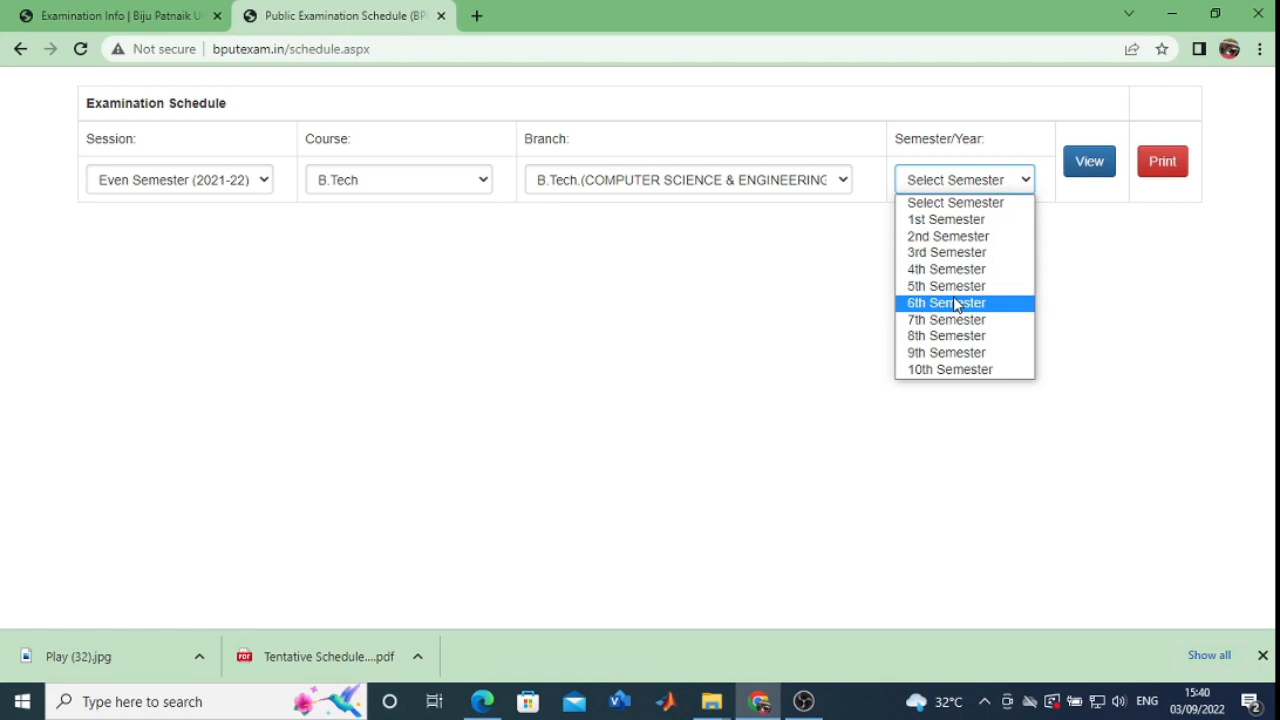 Examination Info | Biju Patnaik U
Public Examination Schedule (BP
Not secure
bputexam.in/schedule.aspx
Examination Schedule
Session:
Course:
Branch:
Semester/Year:
View
Print
Even Semester (2021-22)
B.Tech
B.Tech.(COMPUTER SCIENCE & ENGINEERING
Select Semester
Select Semester
1st Semester
2nd Semester
3rd Semester
4th Semester
5th Semester
6th Semester
7th Semester
8th Semester
9th Semester
10th Semester
Play (32).jpg
PDF
Tentative Schedule....pdf
Show all
Type here to search
32°C
ENG
15:40
03/09/2022
2